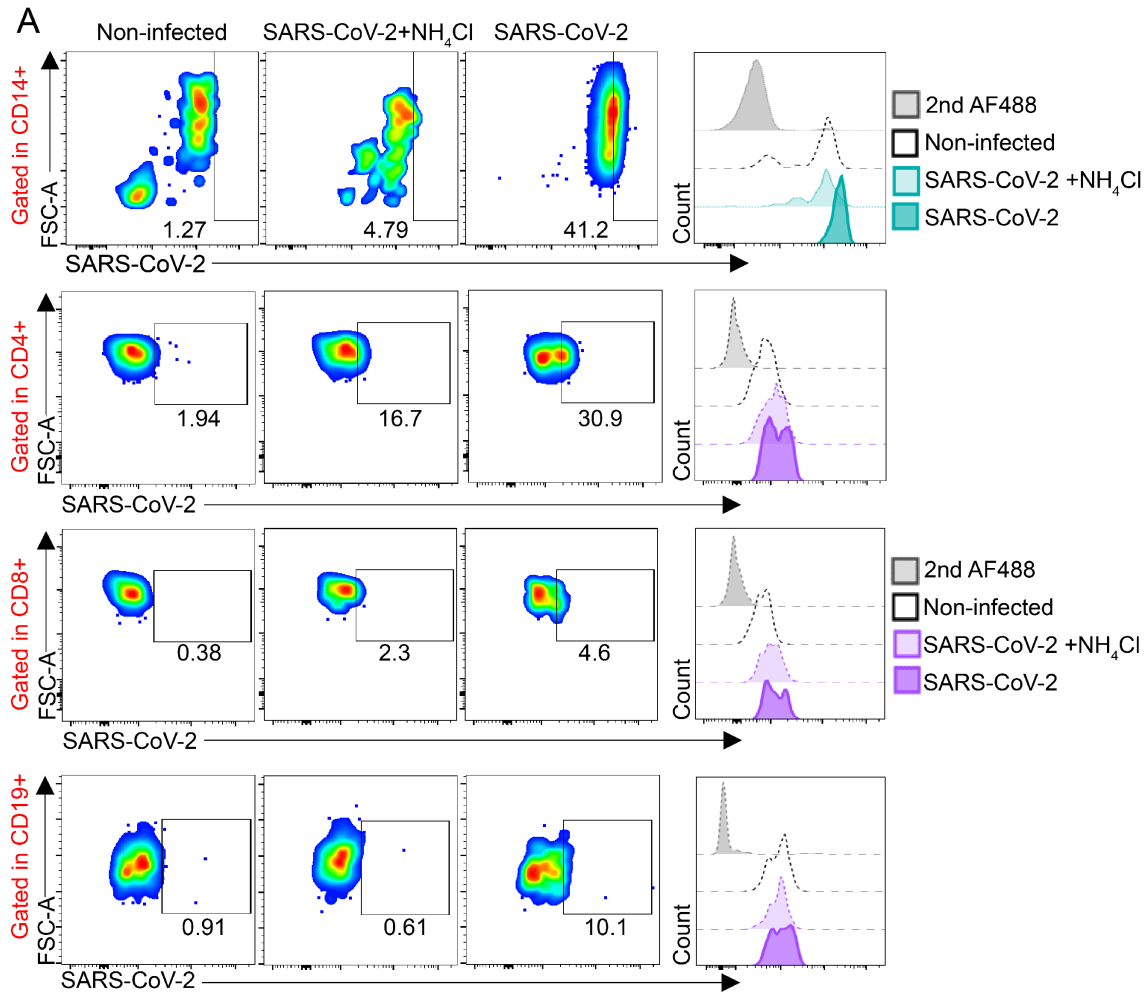 A
Non-infected
SARS-CoV-2+NH4Cl
SARS-CoV-2
Gated in CD14+
FSC-A
1.27
4.79
41.2
SARS-CoV-2
Count
2nd AF488
Non-infected
SARS-CoV-2 +NH4Cl
SARS-CoV-2
Gated in CD4+
FSC-A
1.94
16.7
30.9
SARS-CoV-2
Count
Gated in CD8+
FSC-A
0.38
2.3
4.6
SARS-CoV-2
Count
2nd AF488
Non-infected
SARS-CoV-2 +NH4Cl
SARS-CoV-2
Gated in CD19+
FSC-A
0.91
0.61
10.1
SARS-CoV-2
Count